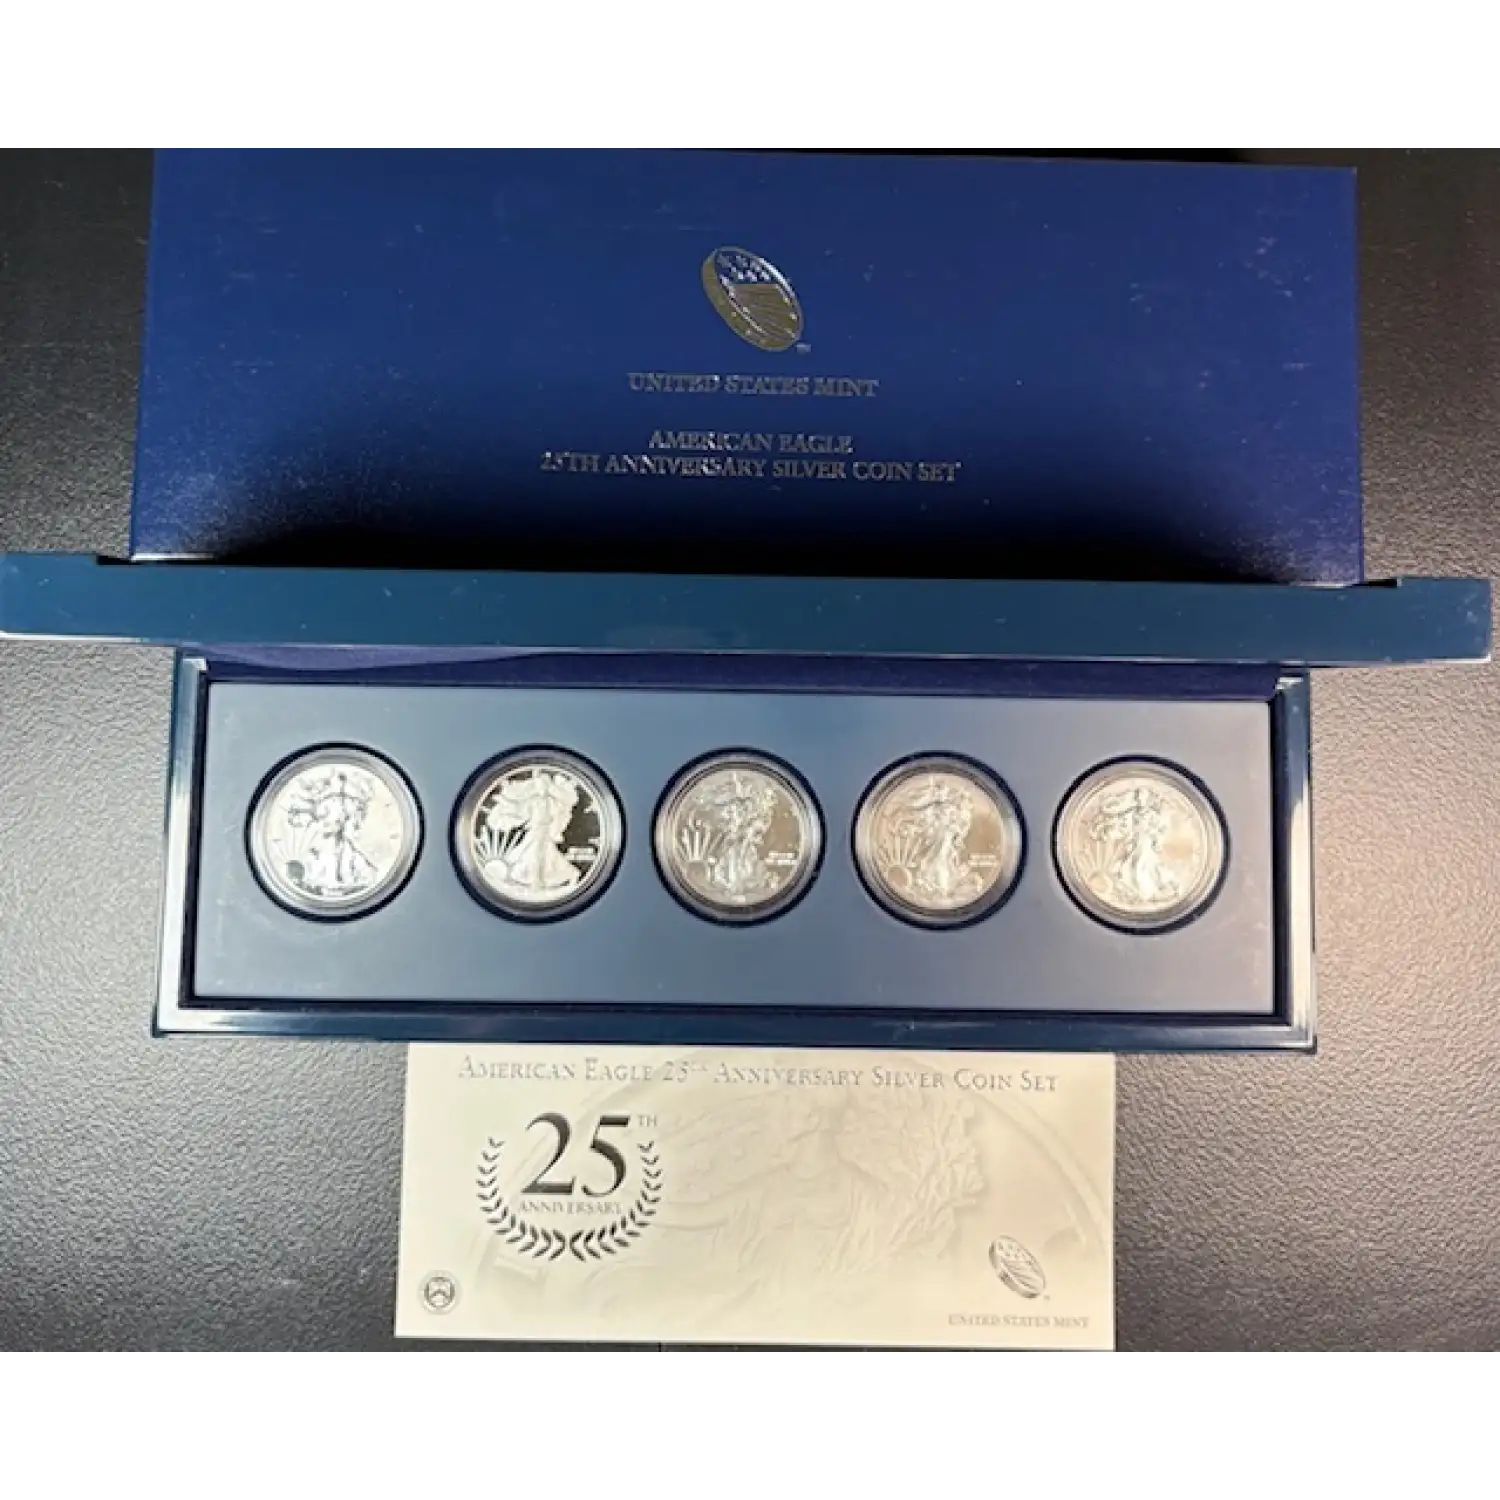 UNITED STATES MINT
AMERICAN EAGLE
25TH ANNIVERSARY SILVER COIN SET
AMERICAN EAGLE 25TH ANNIVERSARY SILVER COIN SET
25TH
ANNIVERSARY
UNITED STATES MINT